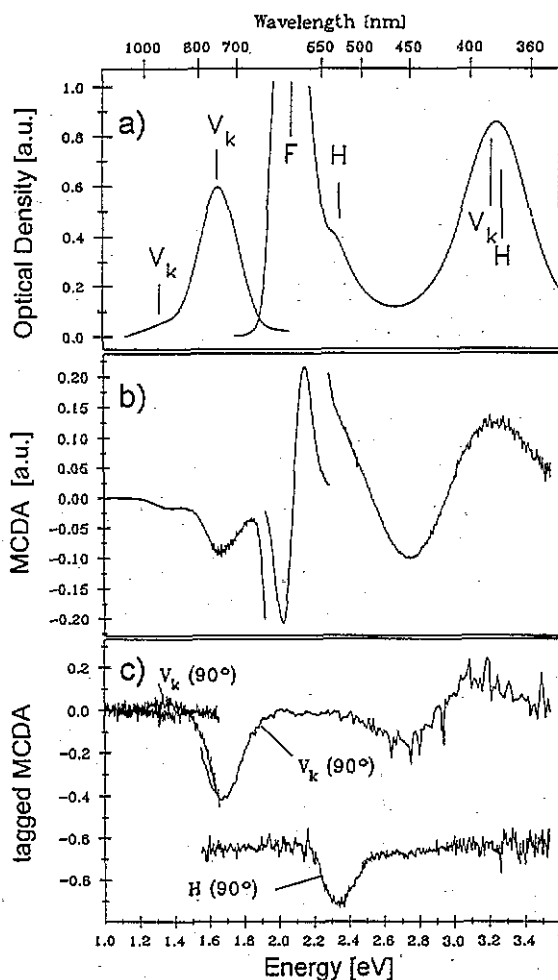 Wavelength [nm]
1000 800 700 650 550 450 380 360
Optical Density [a.u.]
1.0
0.8
0.6
0.4
0.2
0.0
a)
V_k
V_k
F
H
V_k
H
MCDA [a.u.]
0.20
0.15
0.10
0.05
0.00
-0.05
-0.10
-0.15
-0.20
b)
tagged MCDA
0.2
0.0
-0.2
-0.4
-0.6
-0.8
c)
V_k (90°)
V_k (90°)
H (90°)
1.0 1.2 1.4 1.6 1.8 2.0 2.2 2.4 2.6 2.8 3.0 3.2 3.4
Energy [eV]